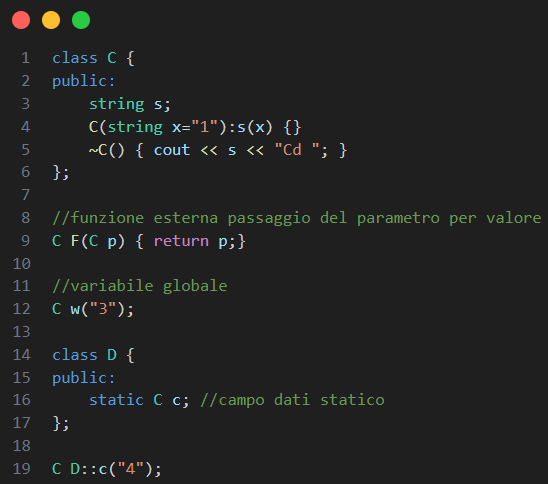 1 class C {
2 public:
3     string s;
4     C(string x="1"):s(x) {}
5     ~C() { cout << s << "Cd "; }
6 };
7
8 //funzione esterna passaggio del parametro per valore
9 C F(C p) { return p;}
10
11 //variabile globale
12 C w("3");
13
14 class D {
15 public:
16     static C c; //campo dati statico
17 };
18
19 C D::c("4");